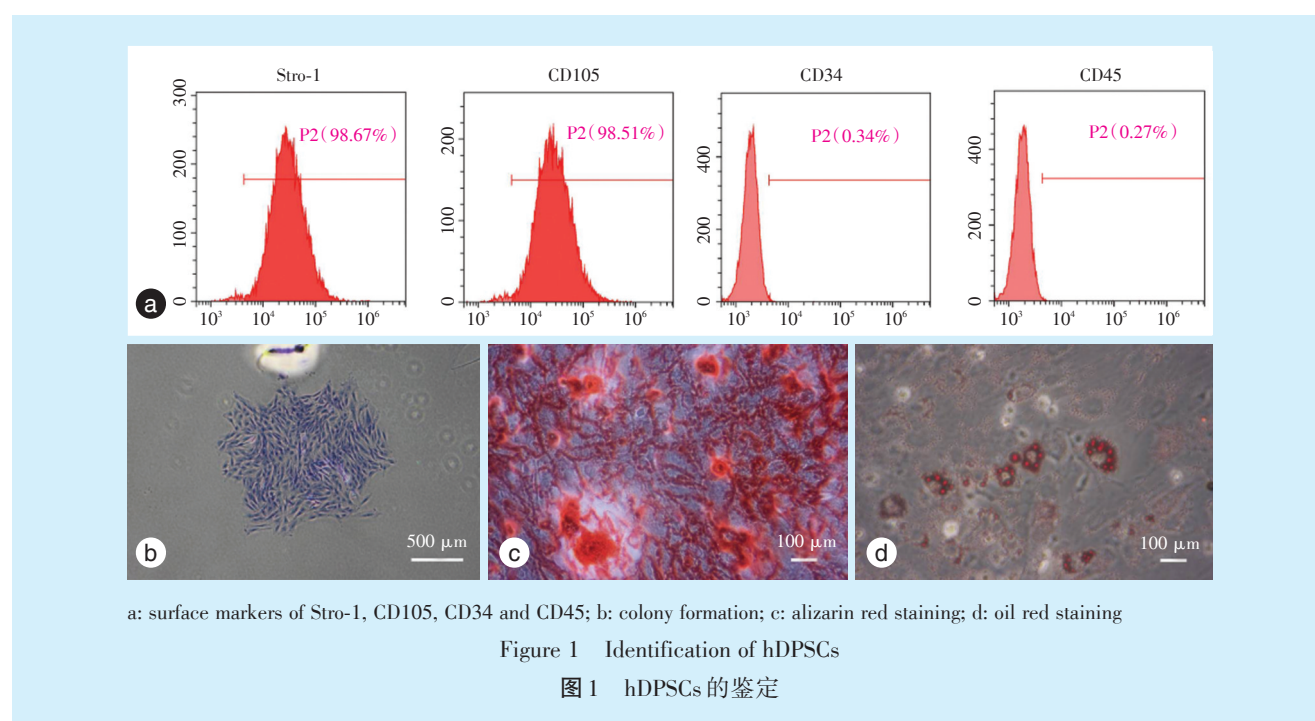 Stro-1
CD105
CD34
CD45
300
200
100
0
P2(98.67%)
10³ 10⁴ 10⁵ 10⁶
200
100
0
P2(98.51%)
10³ 10⁴ 10⁵ 10⁶
400
200
0
P2(0.34%)
10³ 10⁴ 10⁵ 10⁶
400
200
0
P2(0.27%)
10³ 10⁴ 10⁵ 10⁶
a
b
500 μm
c
100 μm
d
100 μm
a: surface markers of Stro-1, CD105, CD34 and CD45; b: colony formation; c: alizarin red staining; d: oil red staining
Figure 1 Identification of hDPSCs
图1 hDPSCs的鉴定